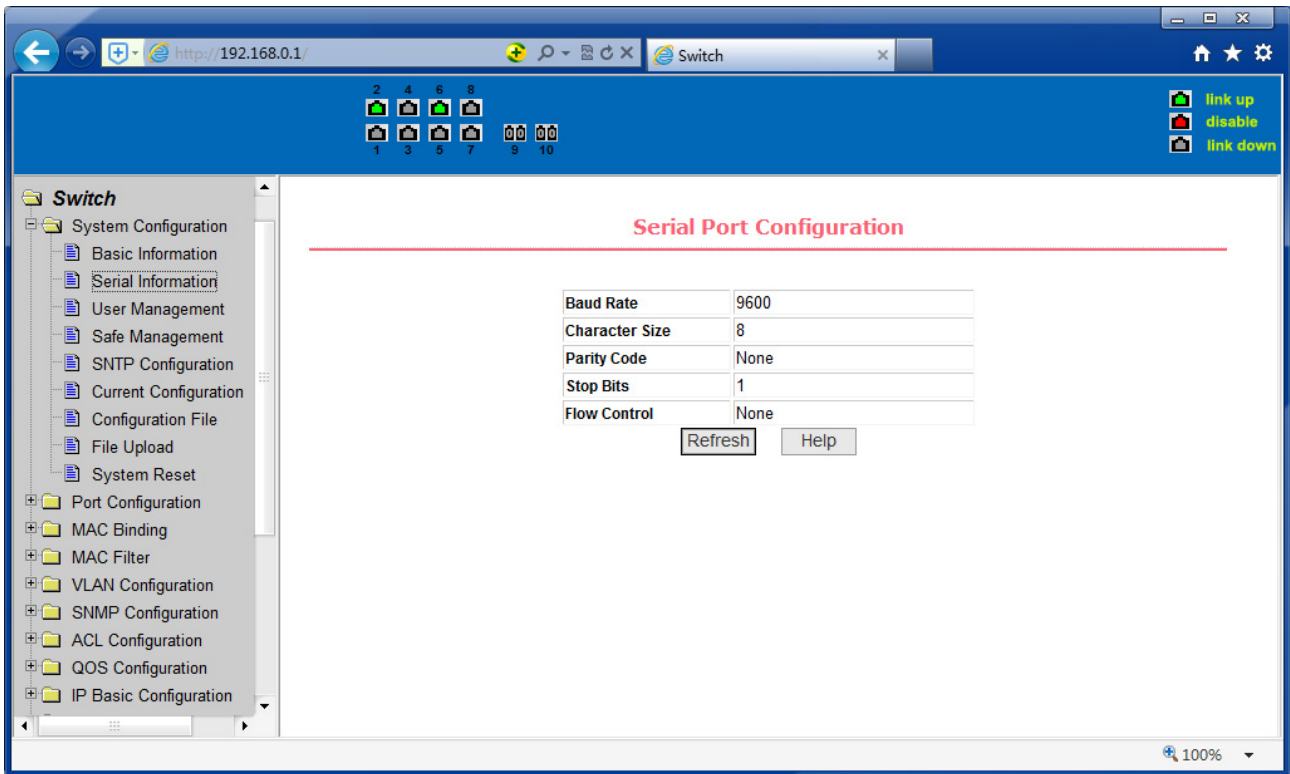 http://192.168.0.1/
Switch
2 4 6 8
1 3 5 7 9 10
link up
disable
link down
Switch
System Configuration
Basic Information
Serial Information
User Management
Safe Management
SNTP Configuration
Current Configuration
Configuration File
File Upload
System Reset
Port Configuration
MAC Binding
MAC Filter
VLAN Configuration
SNMP Configuration
ACL Configuration
QOS Configuration
IP Basic Configuration
Serial Port Configuration
Baud Rate 9600
Character Size 8
Parity Code None
Stop Bits 1
Flow Control None
Refresh Help
100%